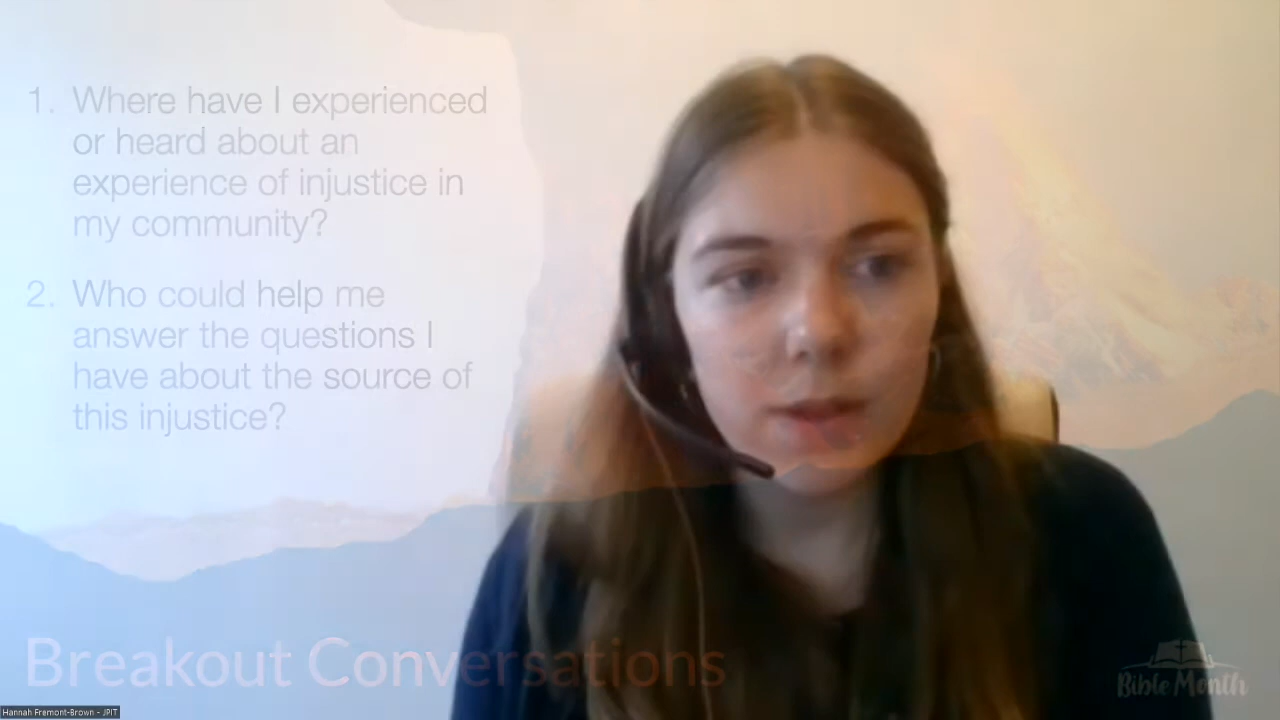 1. Where have I experienced
or heard about an
experience of injustice in
my community?
2. Who could help me
answer the questions I
have about the source of
this injustice?
Breakout Conversations
Bible Month
Hannah Fremont-Brown - JPIT